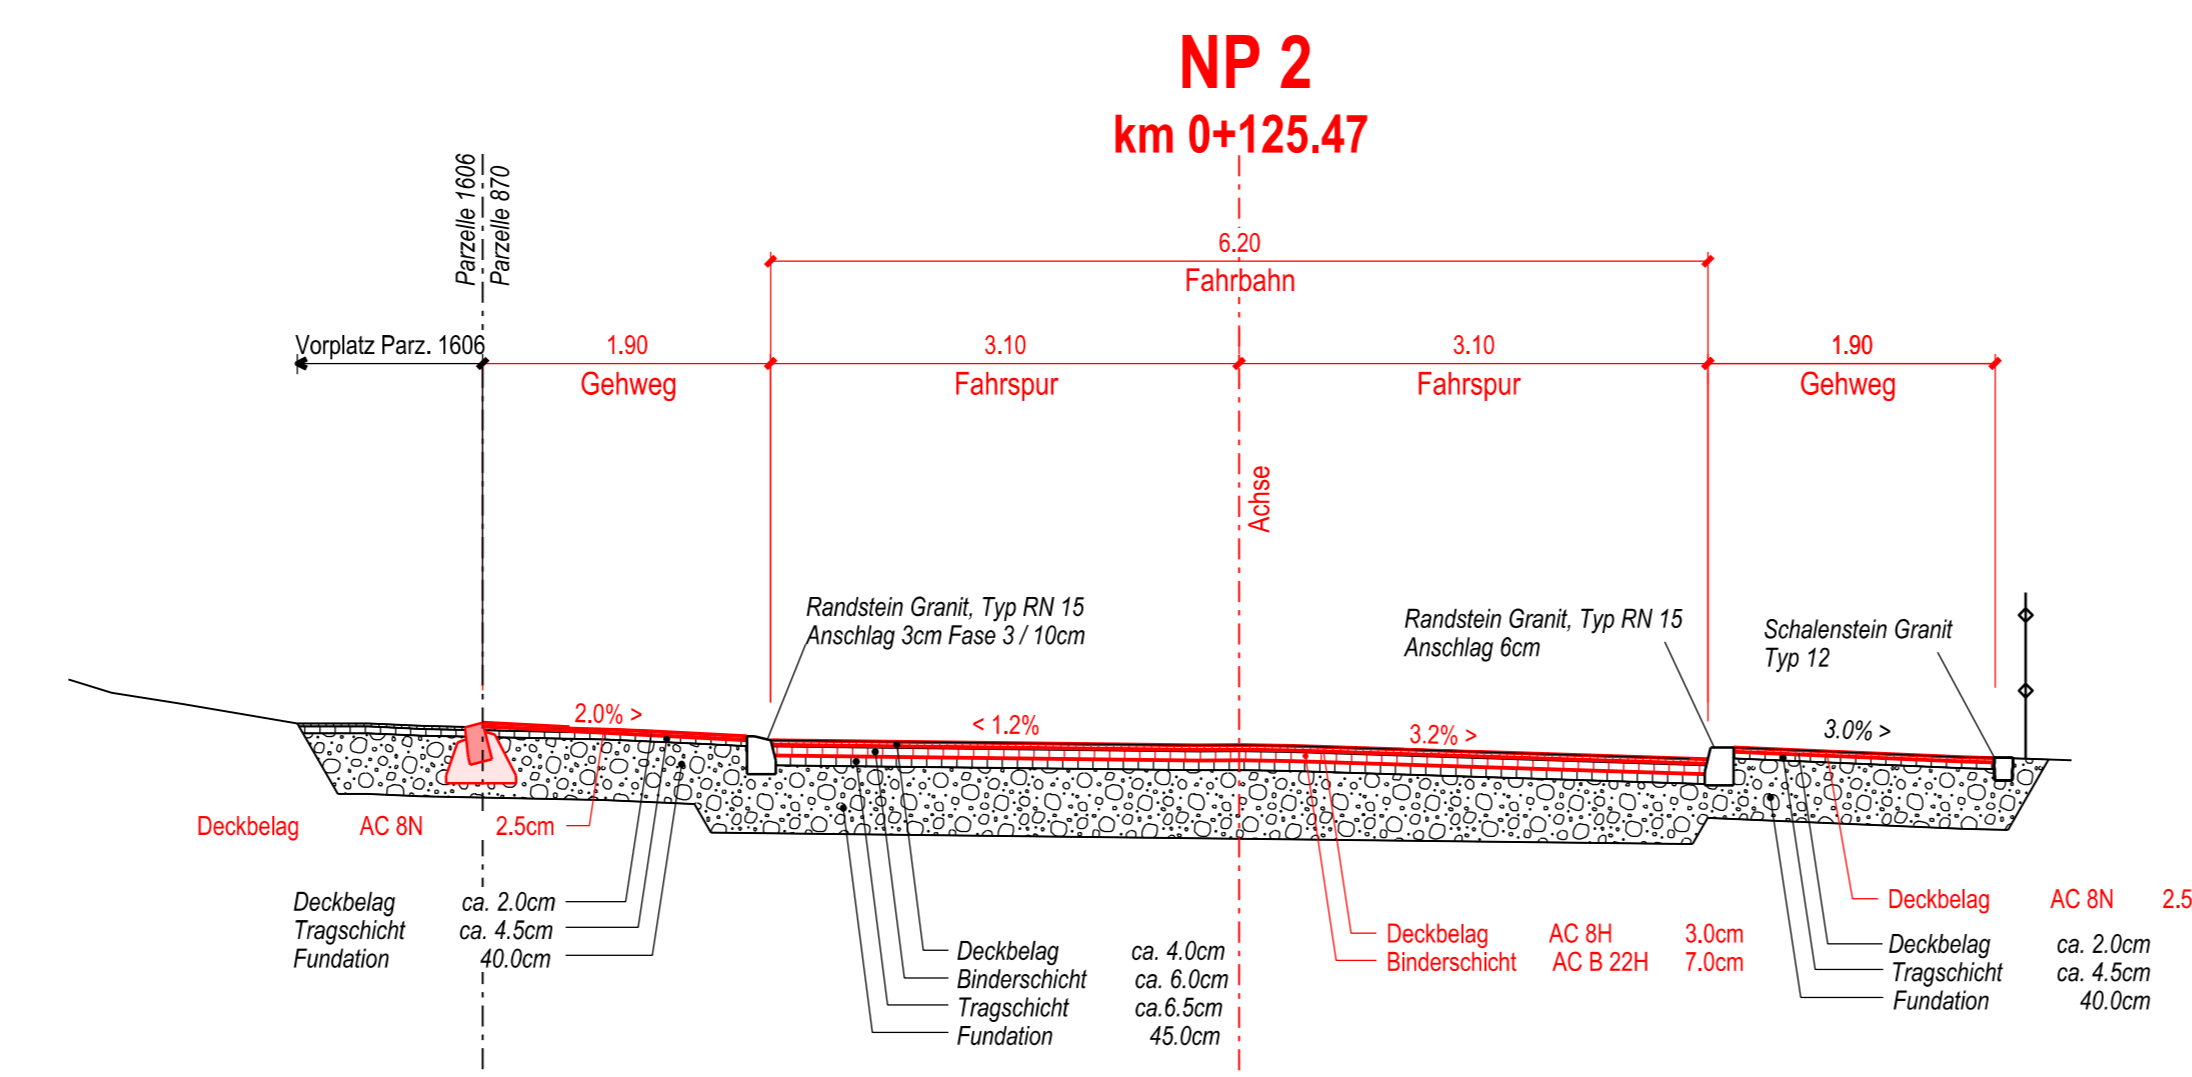 NP 2
km 0+125.47
Parzelle 1606
Parzelle 870
6.20
Fahrbahn
Vorplatz Parz. 1606
1.90
3.10
3.10
1.90
Gehweg
Fahrspur
Fahrspur
Gehweg
Achse
Randstein Granit, Typ RN 15
Anschlag 3cm Fase 3 / 10cm
Randstein Granit, Typ RN 15
Anschlag 6cm
Schalenstein Granit
Typ 12
2.0% >
< 1.2%
3.2% >
3.0% >
Deckbelag AC 8N 2.5cm
Deckbelag ca. 2.0cm
Tragschicht ca. 4.5cm
Fundation 40.0cm
Deckbelag ca. 4.0cm
Binderschicht ca. 6.0cm
Tragschicht ca.6.5cm
Fundation 45.0cm
Deckbelag AC 8H 3.0cm
Binderschicht AC B 22H 7.0cm
Deckbelag AC 8N 2.5
Deckbelag ca. 2.0cm
Tragschicht ca. 4.5cm
Fundation 40.0cm